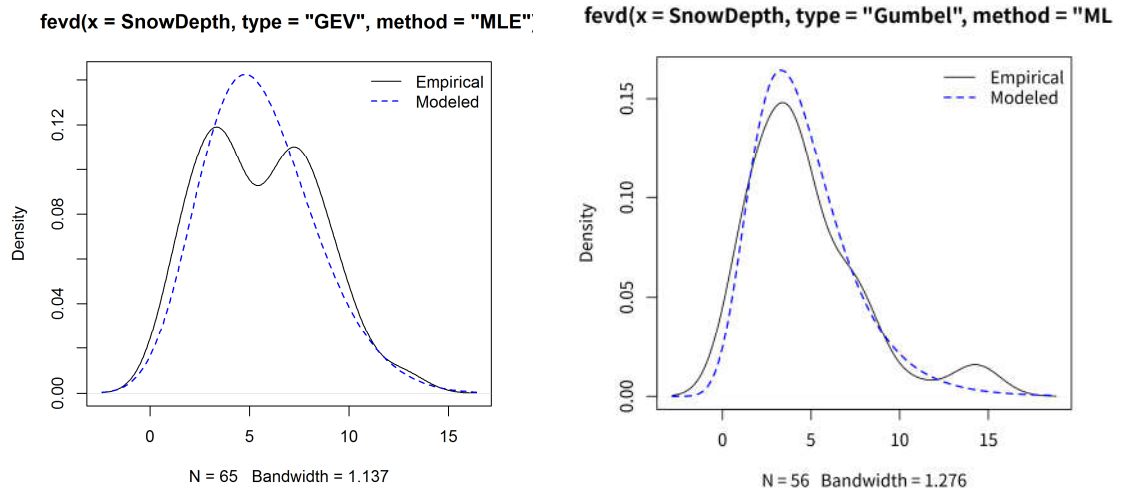 fevd(x = SnowDepth, type = "GEV", method = "MLE")
Empirical
Modeled
Density
0.00
0.04
0.08
0.12
0
5
10
15
N = 65 Bandwidth = 1.137
fevd(x = SnowDepth, type = "Gumbel", method = "ML
Empirical
Modeled
Density
0.00
0.05
0.10
0.15
0
5
10
15
N = 56 Bandwidth = 1.276